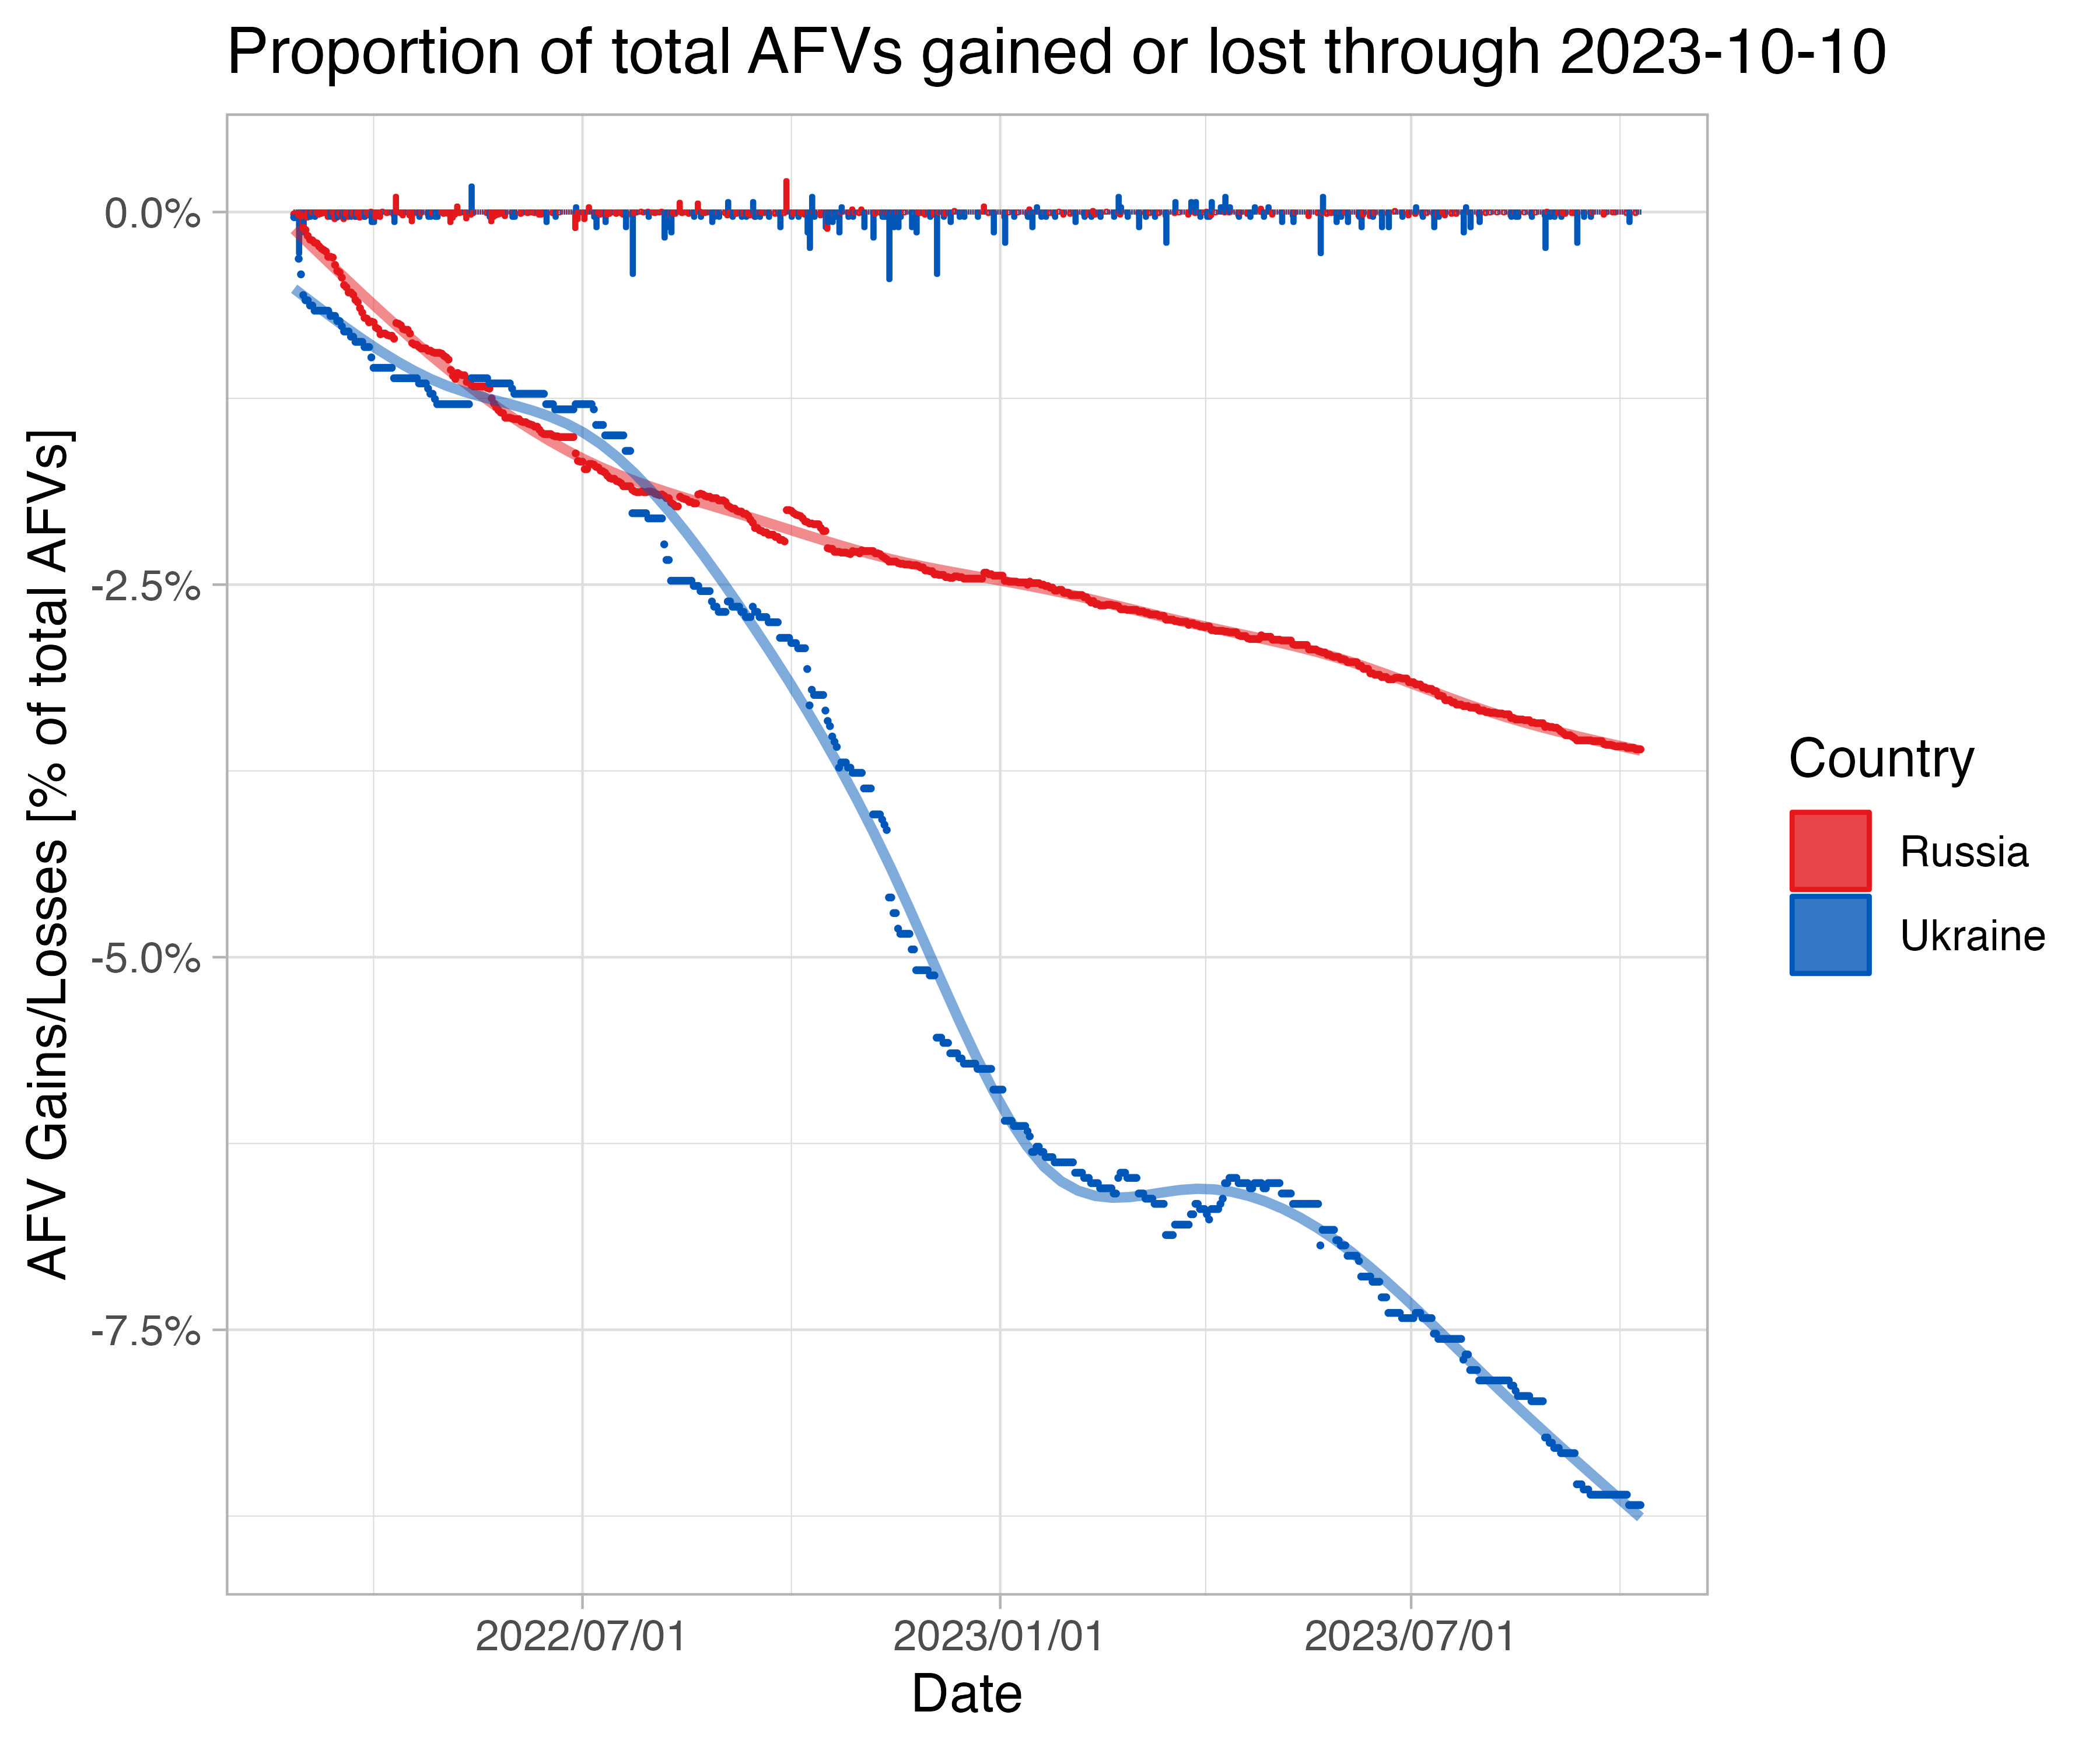 Proportion of total AFVs gained or lost through 2023-10-10
AFV Gains/Losses [% of total AFVs]
0.0%
-2.5%
-5.0%
-7.5%
2022/07/01
2023/01/01
2023/07/01
Date
Country
Russia
Ukraine